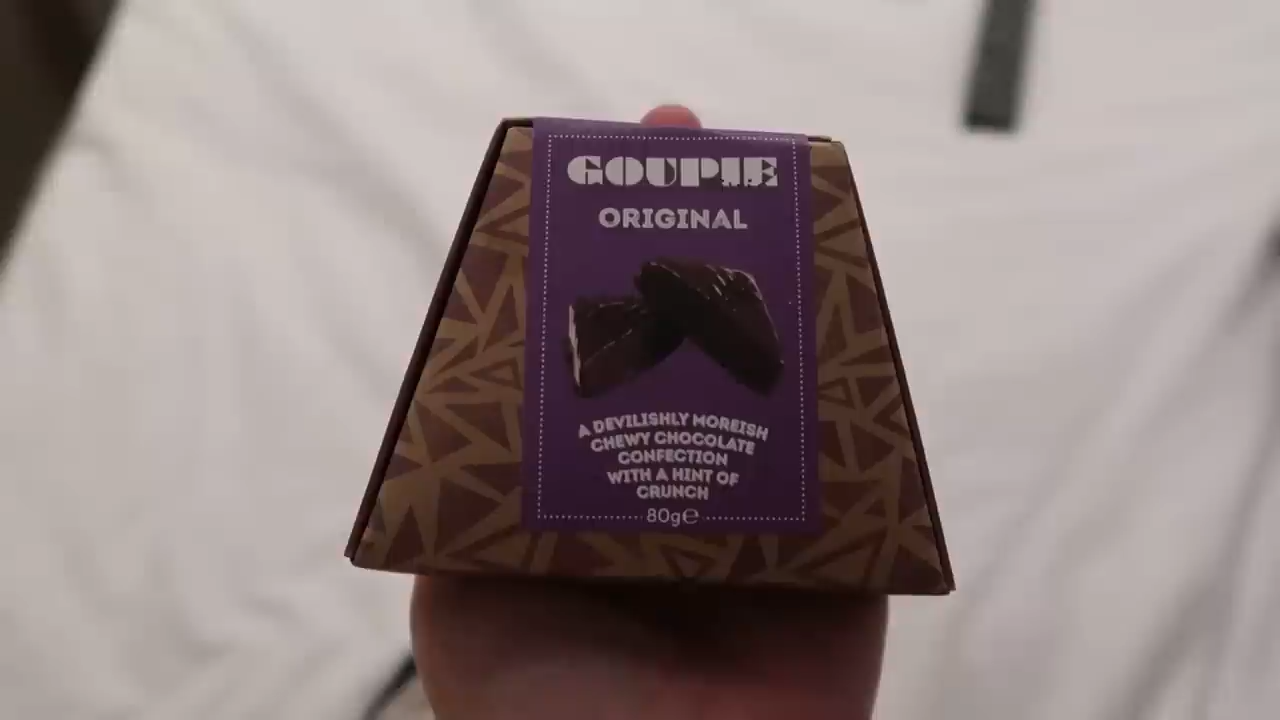 GOUPIE
ORIGINAL
A DEVILISHLY MOREISH
CHEWY CHOCOLATE
CONFECTION
WITH A HINT OF
CRUNCH
80g℮